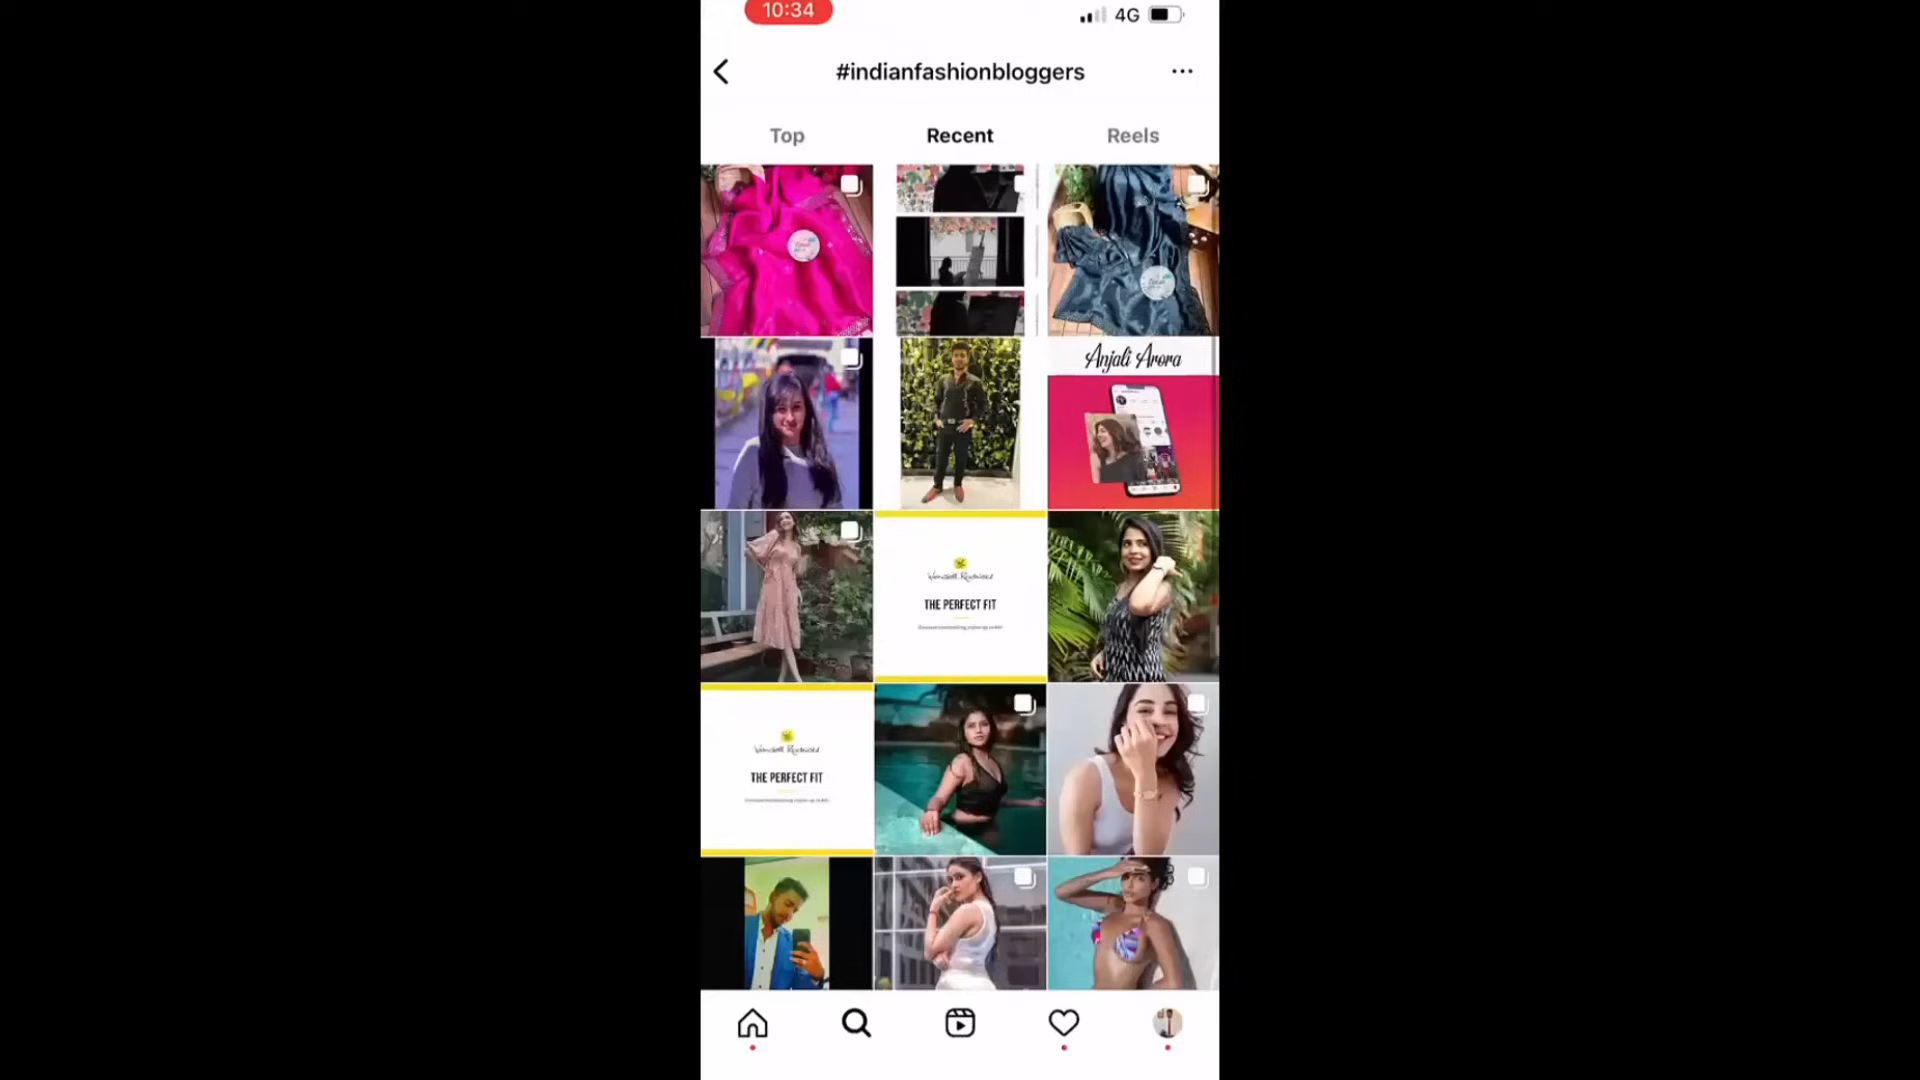 10:34
4G
#indianfashionbloggers
Top
Recent
Reels
Anjali Arora
THE PERFECT FIT
THE PERFECT FIT